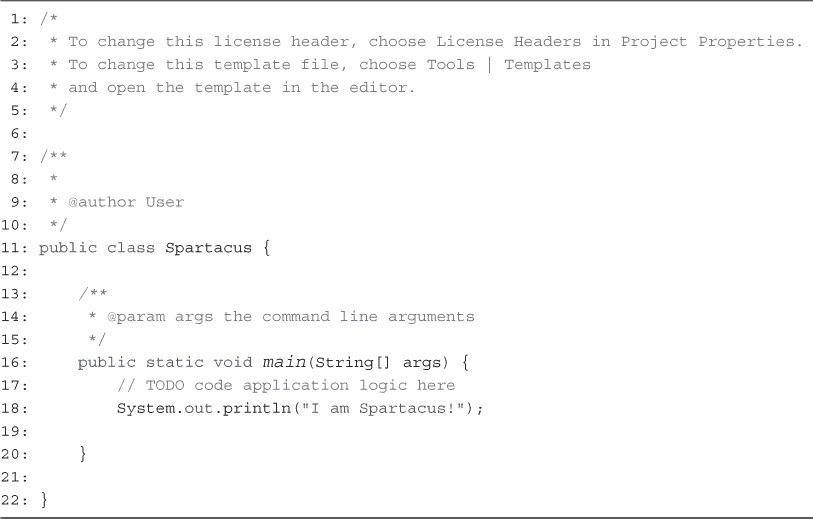 1: /*
2:  * To change this license header, choose License Headers in Project Properties.
3:  * To change this template file, choose Tools | Templates
4:  * and open the template in the editor.
5:  */
6:
7: /**
8:  *
9:  * @author User
10:  */
11: public class Spartacus {
12:
13:     /**
14:      * @param args the command line arguments
15:      */
16:     public static void main(String[] args) {
17:         // TODO code application logic here
18:         System.out.println("I am Spartacus!");
19:
20:     }
21:
22: }